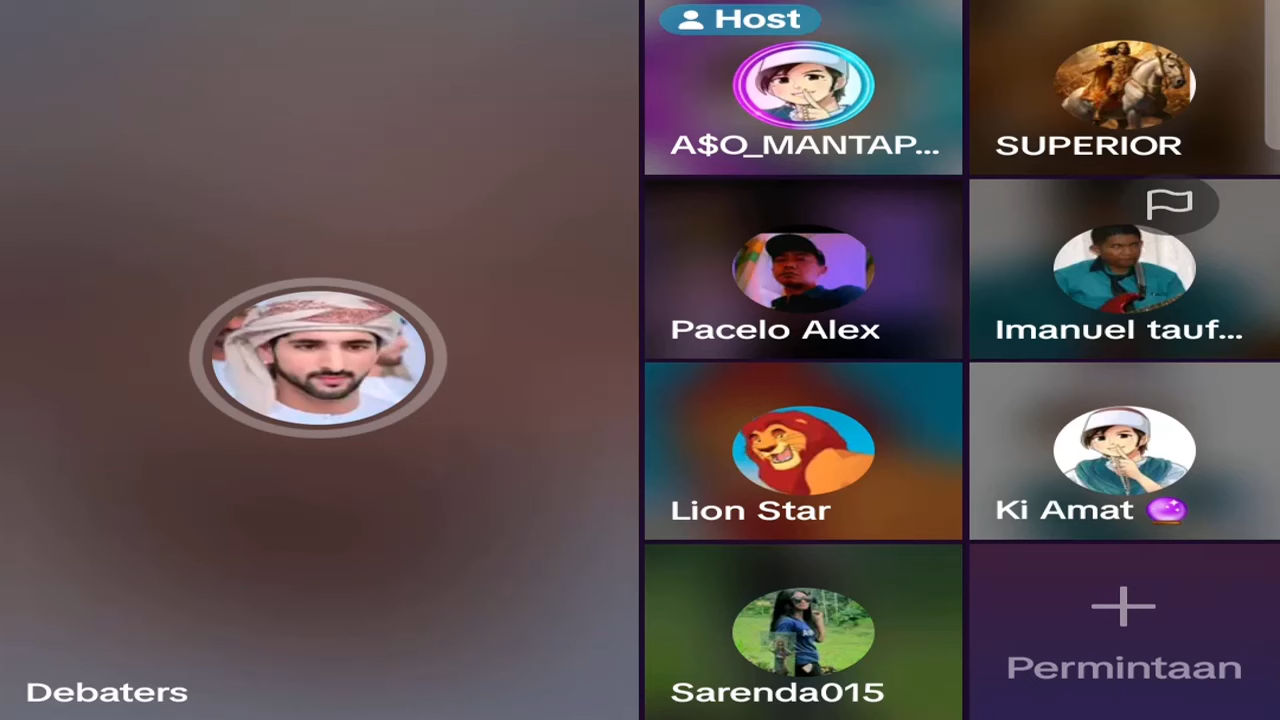 Host
A$O_MANTAP...
SUPERIOR
Pacelo Alex
Imanuel tauf...
Lion Star
Ki Amat
Debaters
Sarenda015
Permintaan